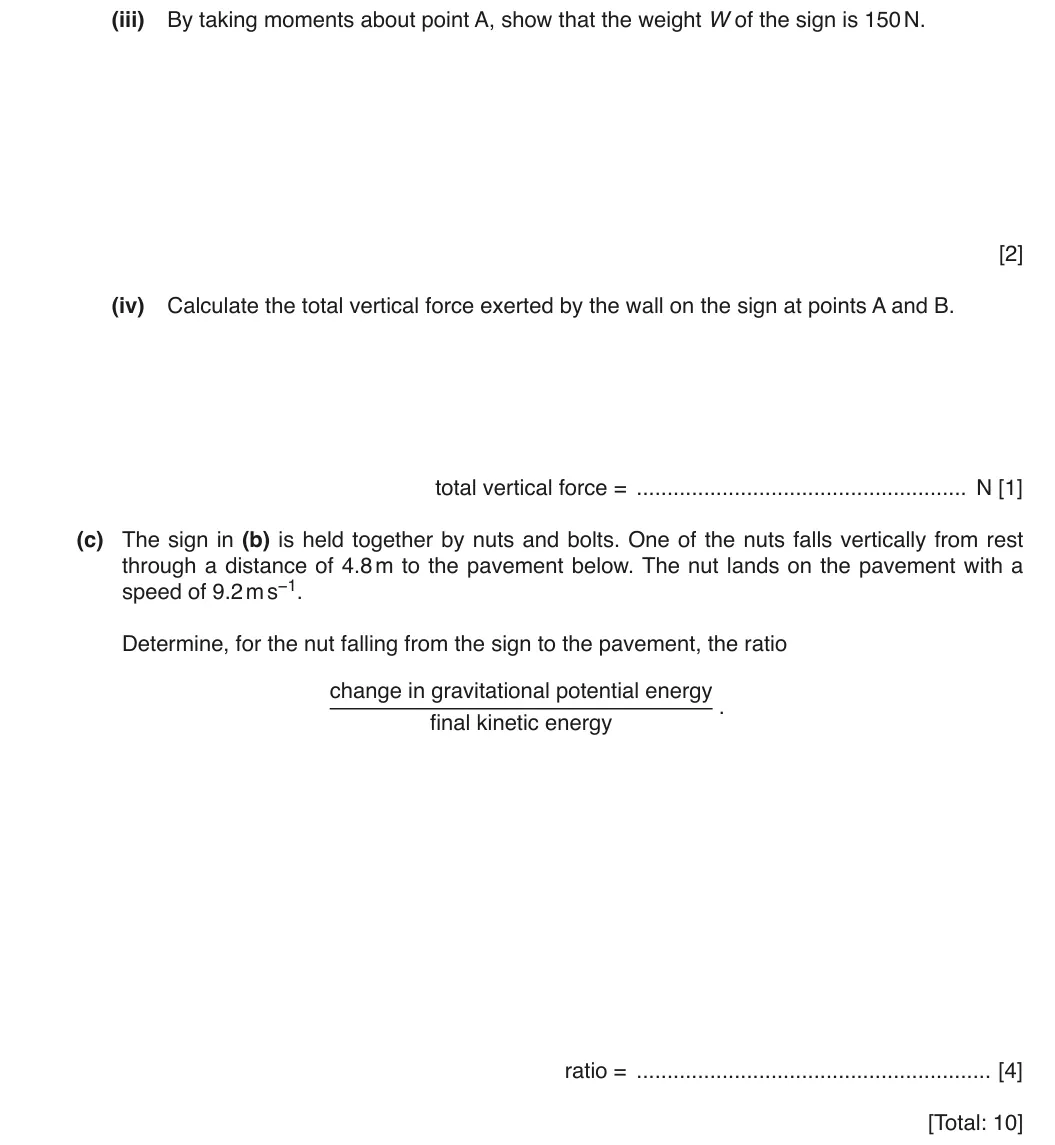 (iii) By taking moments about point A, show that the weight W of the sign is 150 N.
[2]
(iv) Calculate the total vertical force exerted by the wall on the sign at points A and B.
total vertical force = ...................................................... N [1]
(c) The sign in (b) is held together by nuts and bolts. One of the nuts falls vertically from rest
through a distance of 4.8 m to the pavement below. The nut lands on the pavement with a
speed of 9.2 m s⁻¹.
Determine, for the nut falling from the sign to the pavement, the ratio
change in gravitational potential energy
final kinetic energy .
ratio = .......................................................... [4]
[Total: 10]